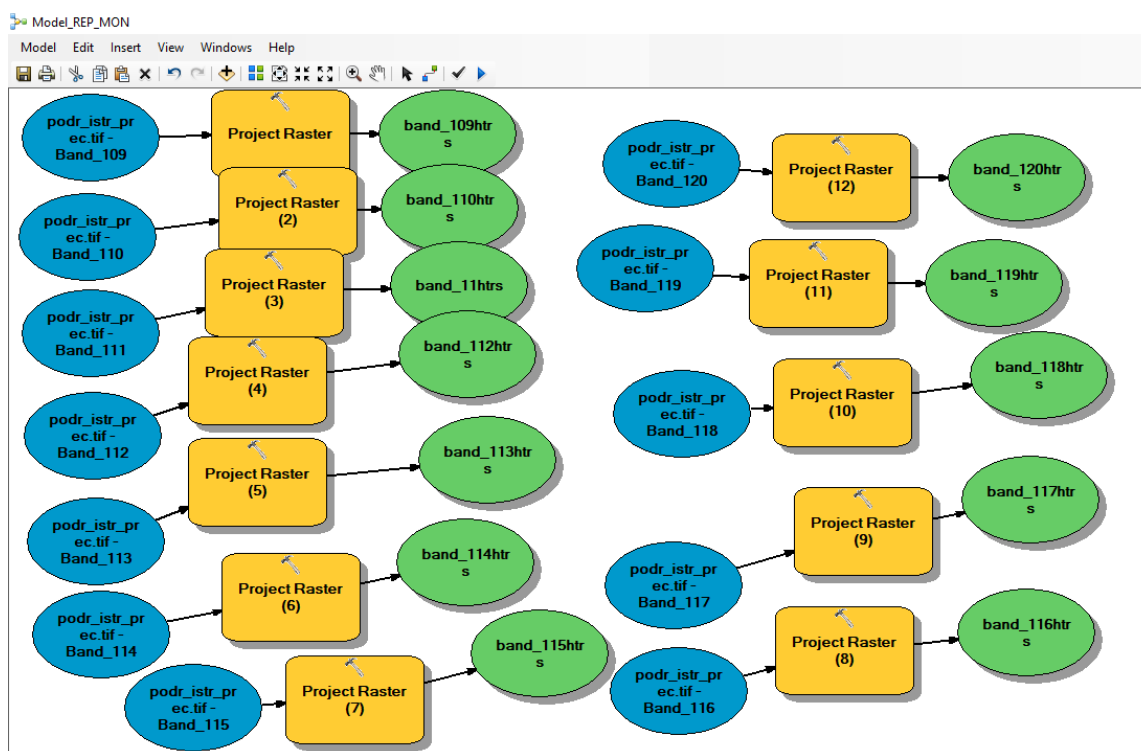 Model_REP_MON
Model Edit Insert View Windows Help
podr_istr_pr
ec.tif -
Band_109
Project Raster
band_109htr
s
podr_istr_pr
ec.tif -
Band_110
Project Raster
(2)
band_110htr
s
podr_istr_pr
ec.tif -
Band_111
Project Raster
(3)
band_11htrs
podr_istr_pr
ec.tif -
Band_112
Project Raster
(4)
band_112htr
s
podr_istr_pr
ec.tif -
Band_113
Project Raster
(5)
band_113htr
s
podr_istr_pr
ec.tif -
Band_114
Project Raster
(6)
band_114htr
s
podr_istr_pr
ec.tif -
Band_115
Project Raster
(7)
band_115htr
s
podr_istr_pr
ec.tif -
Band_120
Project Raster
(12)
band_120htr
s
podr_istr_pr
ec.tif -
Band_119
Project Raster
(11)
band_119htr
s
podr_istr_pr
ec.tif -
Band_118
Project Raster
(10)
band_118htr
s
podr_istr_pr
ec.tif -
Band_117
Project Raster
(9)
band_117htr
s
podr_istr_pr
ec.tif -
Band_116
Project Raster
(8)
band_116htr
s